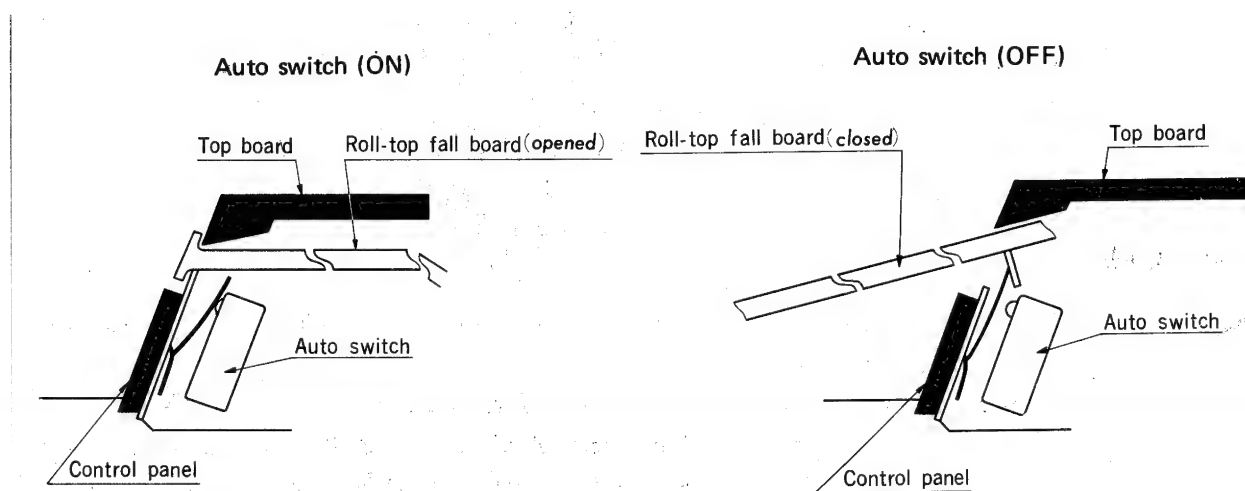 Auto switch (ON)
Top board
Roll-top fall board (opened)
Auto switch
Control panel
Auto switch (OFF)
Roll-top fall board (closed)
Top board
Auto switch
Control panel